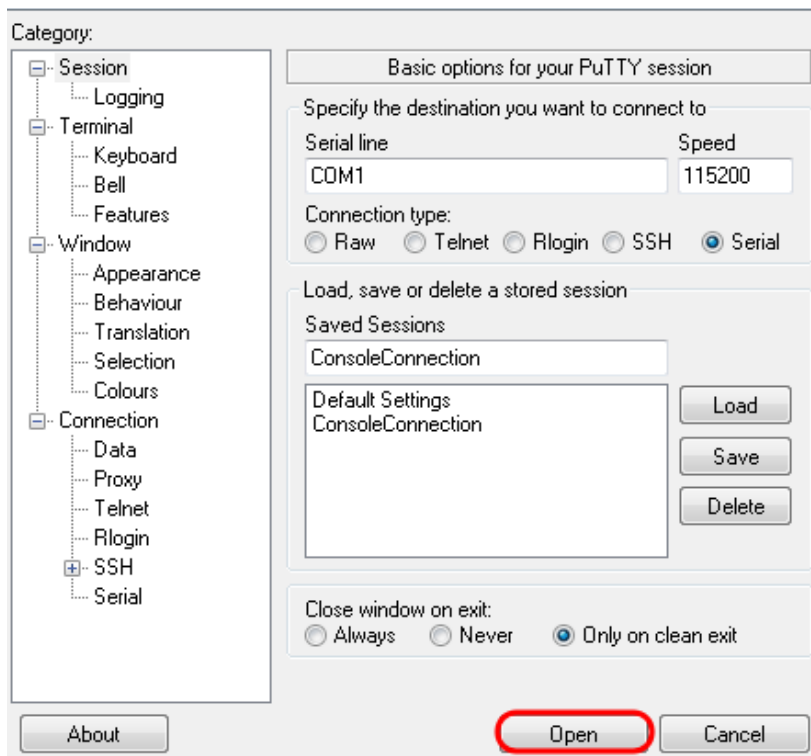 Category:
Session
Logging
Terminal
Keyboard
Bell
Features
Window
Appearance
Behaviour
Translation
Selection
Colours
Connection
Data
Proxy
Telnet
Rlogin
SSH
Serial
Basic options for your PuTTY session
Specify the destination you want to connect to
Serial line Speed
COM1 115200
Connection type:
Raw Telnet Rlogin SSH Serial
Load, save or delete a stored session
Saved Sessions
ConsoleConnection
Default Settings
ConsoleConnection
Load
Save
Delete
Close window on exit:
Always Never Only on clean exit
About Open Cancel